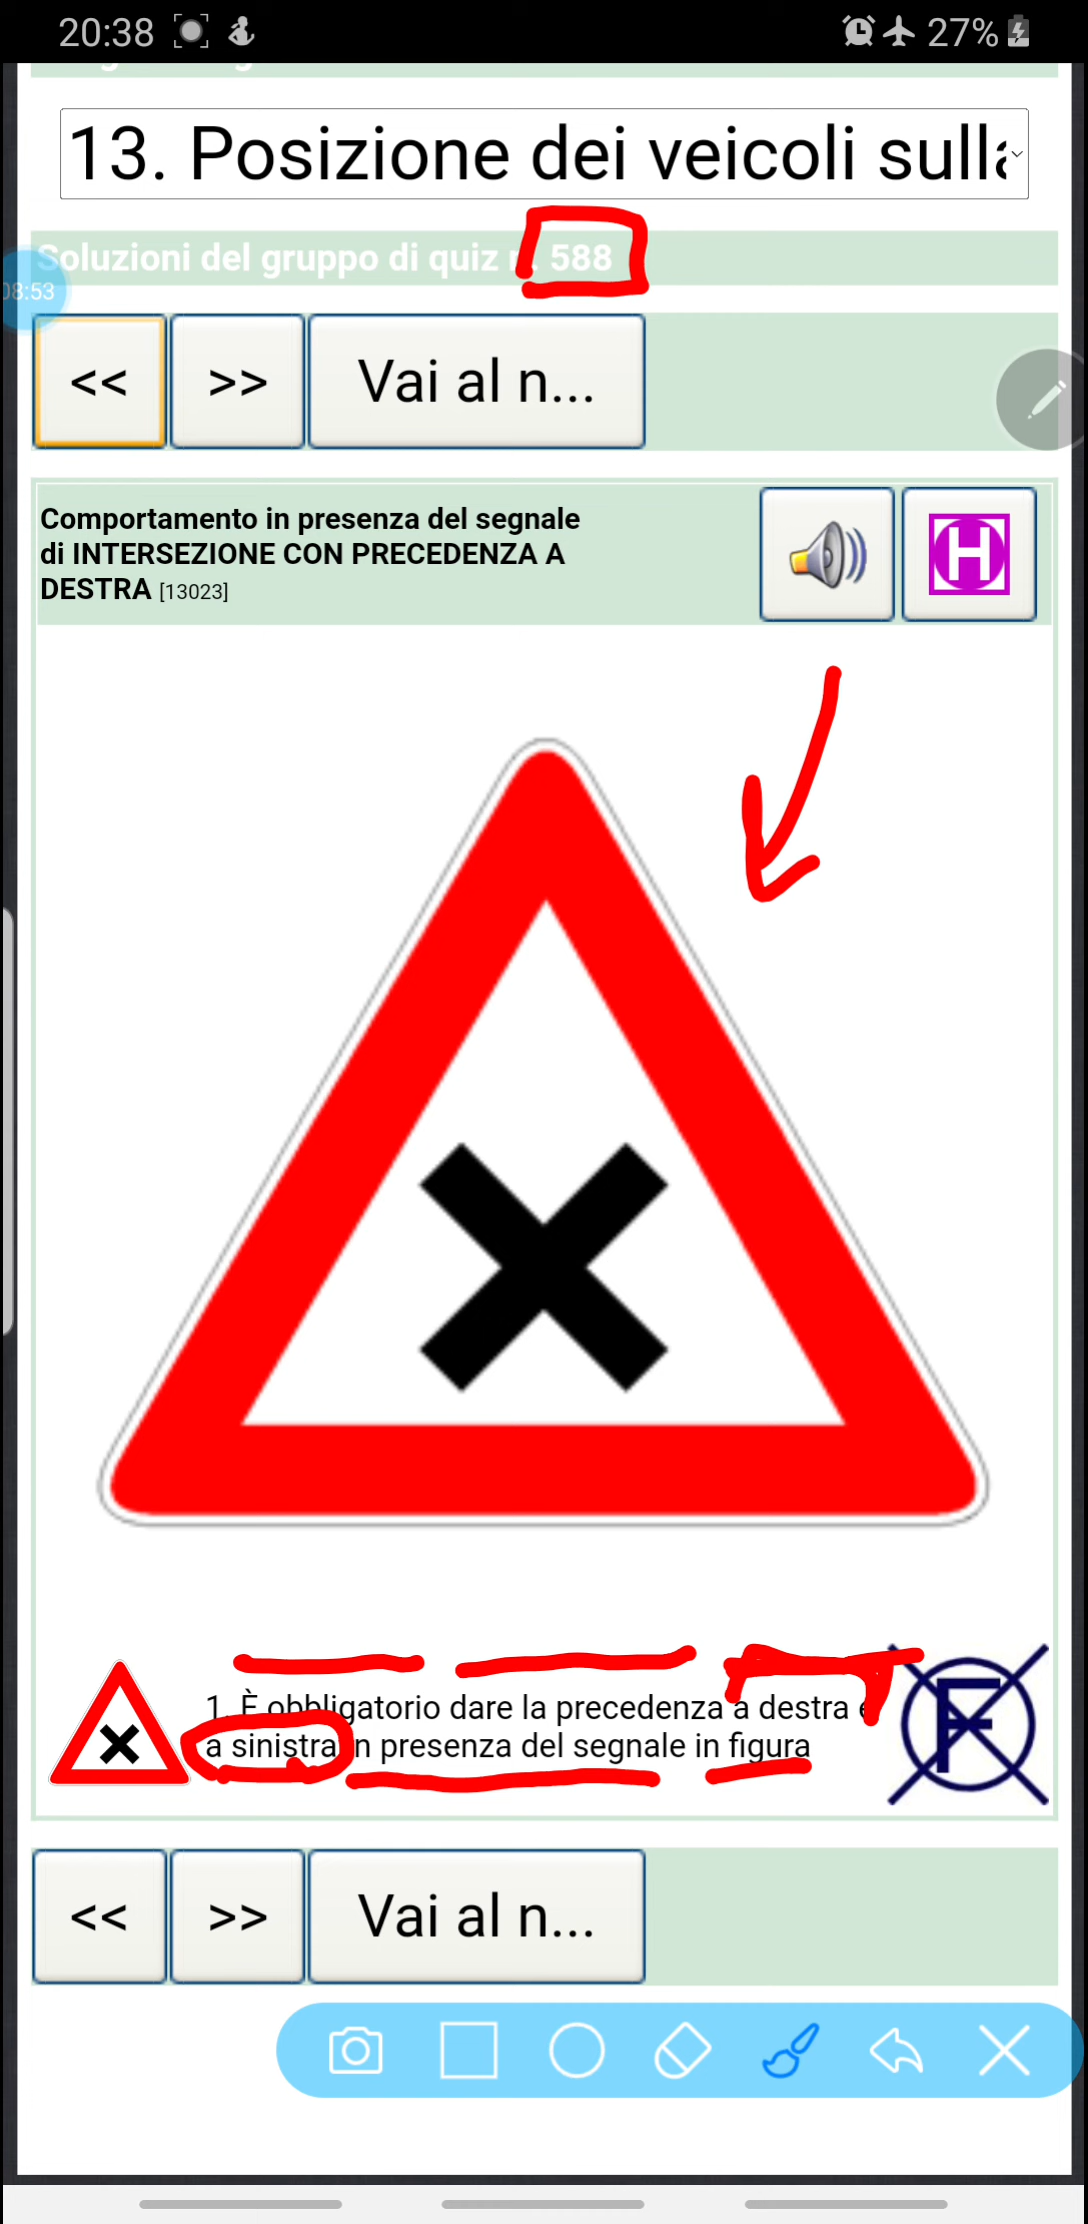 20:38
27%
13. Posizione dei veicoli sulla
Soluzioni del gruppo di quiz n. 588
08:53
<< >> Vai al n...
Comportamento in presenza del segnale
di INTERSEZIONE CON PRECEDENZA A
DESTRA [13023]
H
1. È obbligatorio dare la precedenza a destra e
a sinistra in presenza del segnale in figura
F
<< >> Vai al n...